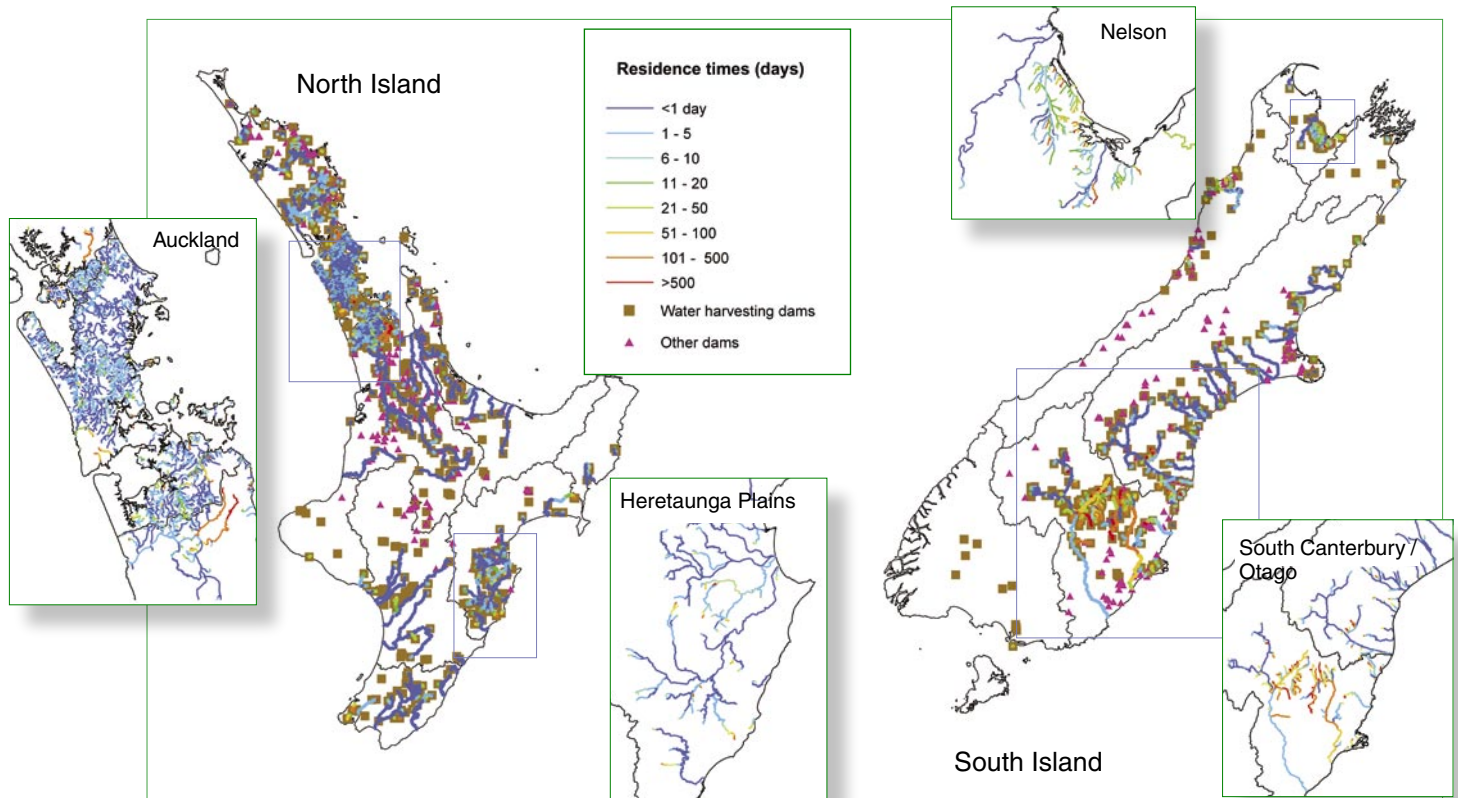 Nelson
North Island
Residence times (days)
<1 day
1 - 5
6 - 10
11 - 20
21 - 50
51 - 100
101 - 500
>500
Water harvesting dams
Other dams
Auckland
Heretaunga Plains
South Canterbury /
Otago
South Island